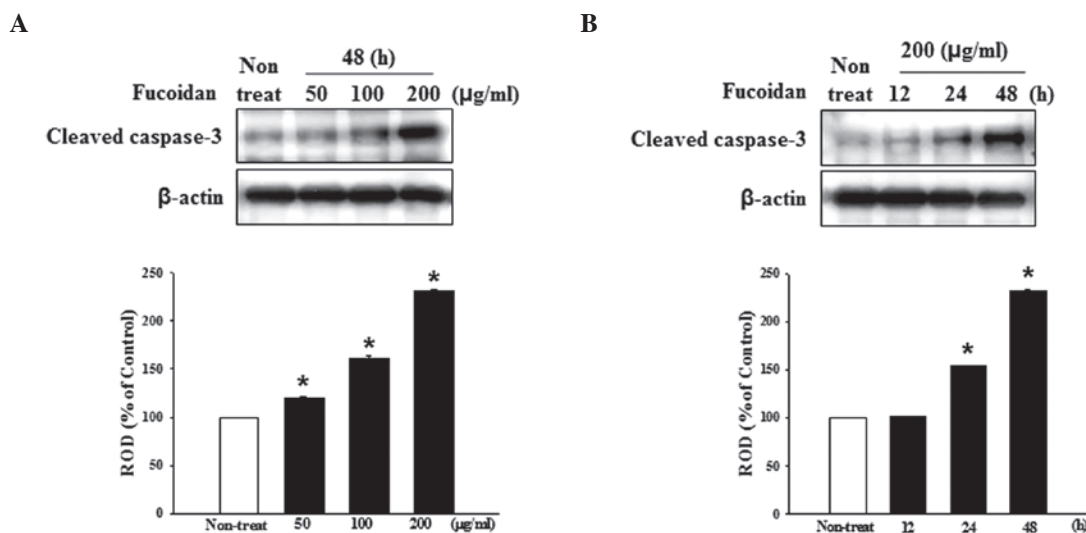 A
48 (h)
Non
treat
Fucoidan 50 100 200 (μg/ml)
Cleaved caspase-3
β-actin
ROD (% of Control)
250
200
150
100
50
0
*
*
*
Non-treat 50 100 200 (μg/ml)
B
200 (μg/ml)
Non
treat
Fucoidan 12 24 48 (h)
Cleaved caspase-3
β-actin
ROD (% of Control)
250
200
150
100
50
0
*
*
Non-treat 12 24 48 (h)